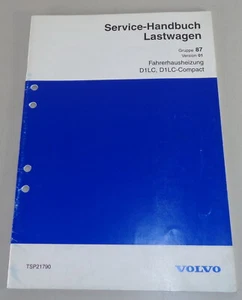 Service-Handbuch
Lastwagen
Gruppe 87
Version 01
Fahrerhausheizung
D1LC, D1LC-Compact
TSP21790
VOLVO